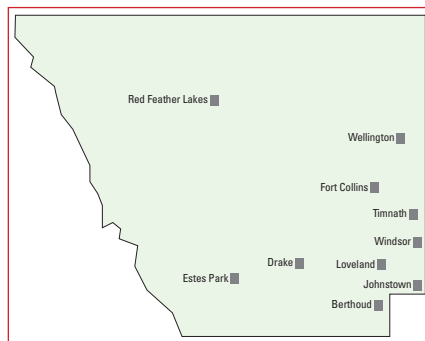 Red Feather Lakes
Wellington
Fort Collins
Timnath
Windsor
Drake
Loveland
Estes Park
Johnstown
Berthoud